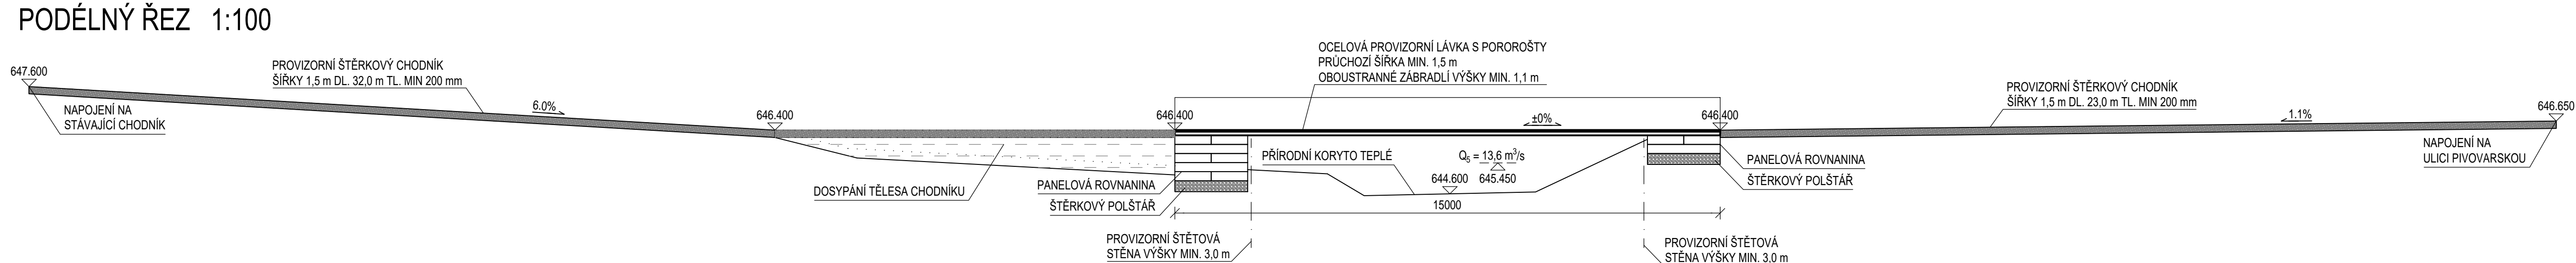 PODÉLNÝ ŘEZ 1:100
647.600
NAPOJENÍ NA
STÁVAJÍCÍ CHODNÍK
PROVIZORNÍ ŠTĚRKOVÝ CHODNÍK
ŠÍŘKY 1,5 m DL. 32,0 m TL. MIN 200 mm
6.0%
646.400
DOSYPÁNÍ TĚLESA CHODNÍKU
646.400
PANELOVÁ ROVNANINA
ŠTĚRKOVÝ POLŠTÁŘ
PROVIZORNÍ ŠTĚTOVÁ
STĚNA VÝŠKY MIN. 3,0 m
OCELOVÁ PROVIZORNÍ LÁVKA S POROROŠTY
PRŮCHOZÍ ŠÍŘKA MIN. 1,5 m
OBOUSTRANNÉ ZÁBRADLÍ VÝŠKY MIN. 1,1 m
±0%
PŘÍRODNÍ KORYTO TEPLÉ
Q₅ = 13,6 m³/s
644.600
645.450
15000
646.400
PANELOVÁ ROVNANINA
ŠTĚRKOVÝ POLŠTÁŘ
PROVIZORNÍ ŠTĚTOVÁ
STĚNA VÝŠKY MIN. 3,0 m
PROVIZORNÍ ŠTĚRKOVÝ CHODNÍK
ŠÍŘKY 1,5 m DL. 23,0 m TL. MIN 200 mm
1.1%
646.650
NAPOJENÍ NA
ULICI PIVOVARSKOU